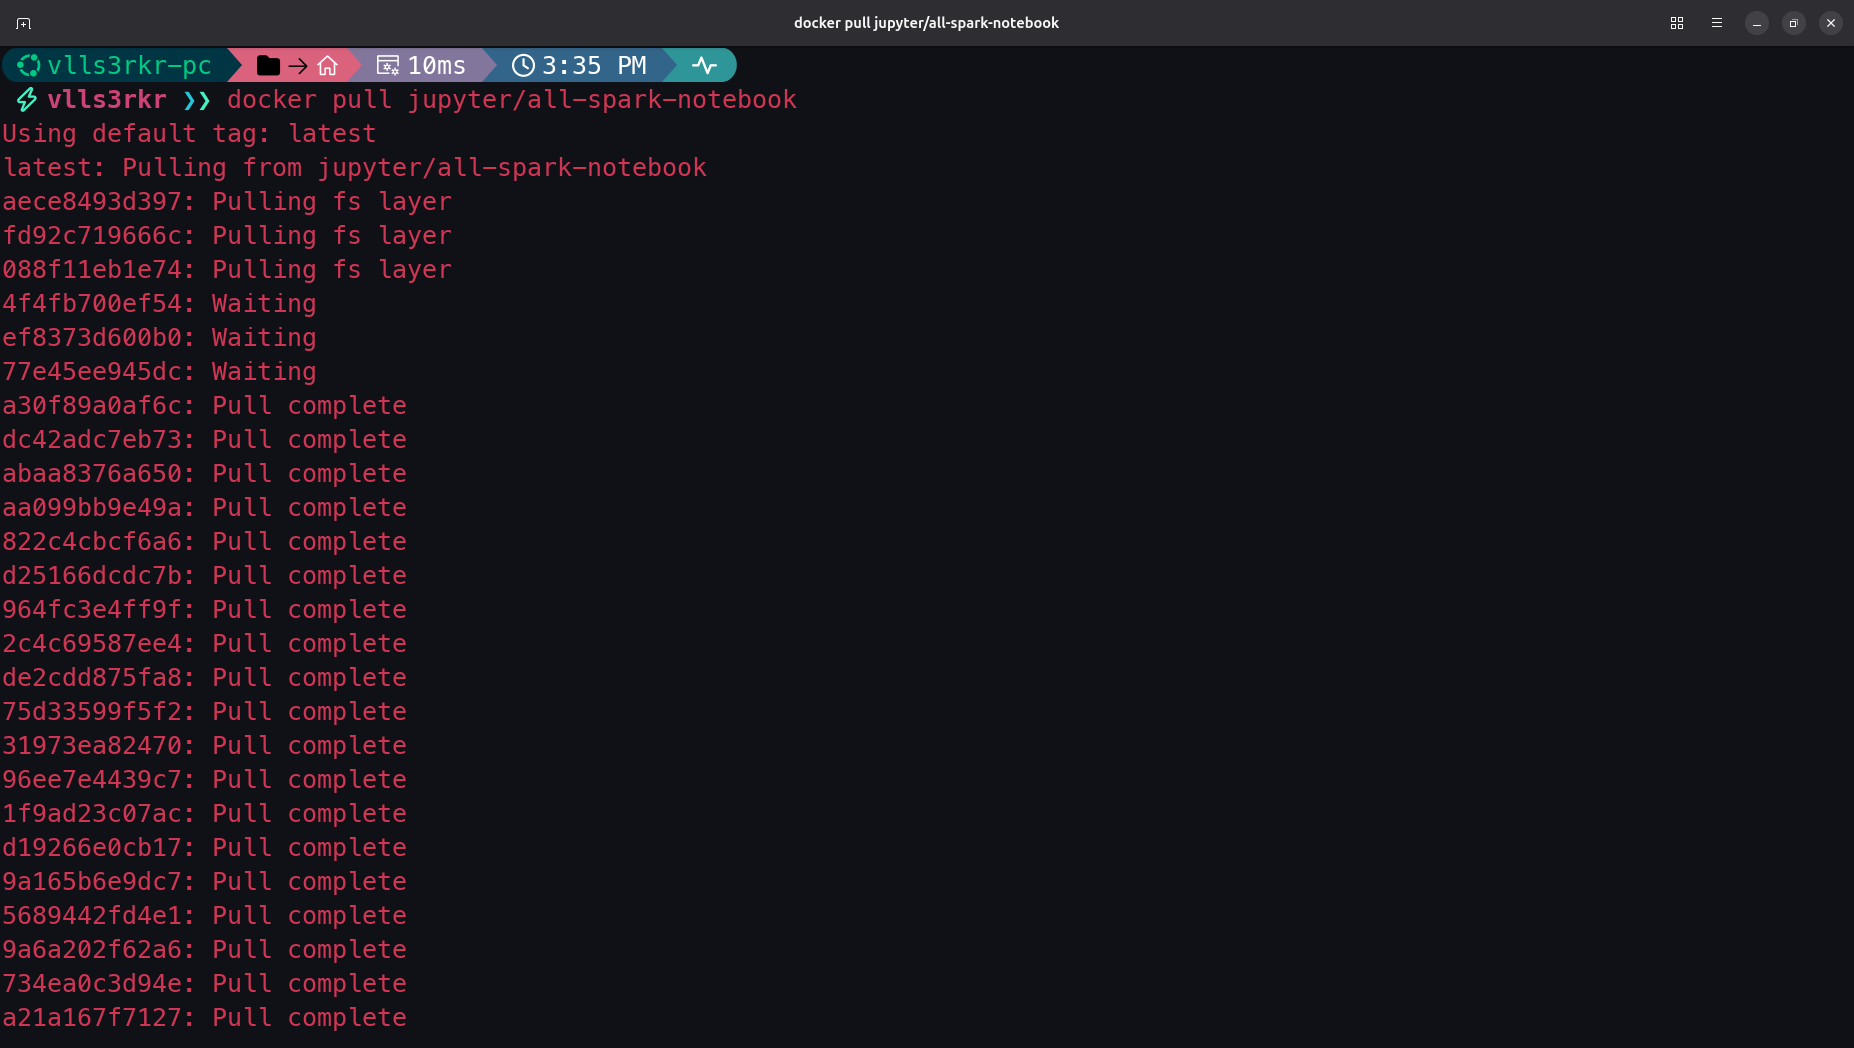 docker pull jupyter/all-spark-notebook
vlls3rkr-pc 10ms 3:35 PM
vlls3rkr ❯❯ docker pull jupyter/all-spark-notebook
Using default tag: latest
latest: Pulling from jupyter/all-spark-notebook
aece8493d397: Pulling fs layer
fd92c719666c: Pulling fs layer
088f11eb1e74: Pulling fs layer
4f4fb700ef54: Waiting
ef8373d600b0: Waiting
77e45ee945dc: Waiting
a30f89a0af6c: Pull complete
dc42adc7eb73: Pull complete
abaa8376a650: Pull complete
aa099bb9e49a: Pull complete
822c4cbcf6a6: Pull complete
d25166dcdc7b: Pull complete
964fc3e4ff9f: Pull complete
2c4c69587ee4: Pull complete
de2cdd875fa8: Pull complete
75d33599f5f2: Pull complete
31973ea82470: Pull complete
96ee7e4439c7: Pull complete
1f9ad23c07ac: Pull complete
d19266e0cb17: Pull complete
9a165b6e9dc7: Pull complete
5689442fd4e1: Pull complete
9a6a202f62a6: Pull complete
734ea0c3d94e: Pull complete
a21a167f7127: Pull complete